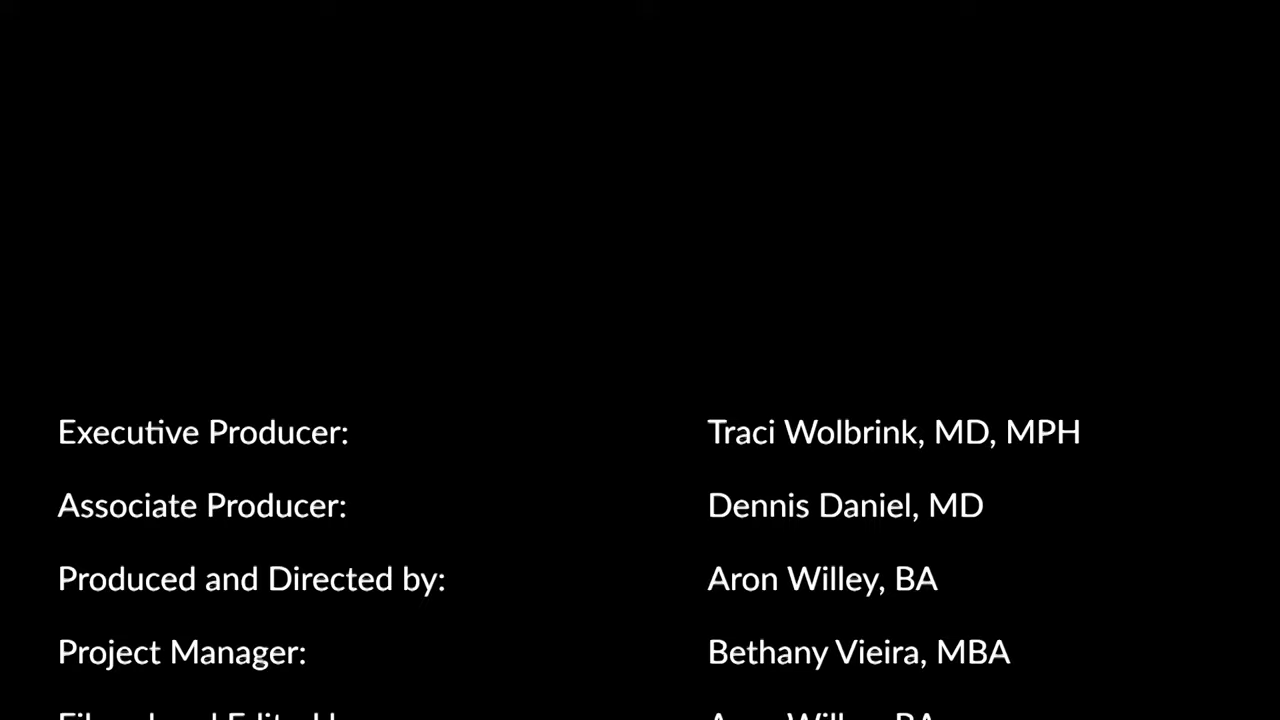 Executive Producer: Traci Wolbrink, MD, MPH
Associate Producer: Dennis Daniel, MD
Produced and Directed by: Aron Willey, BA
Project Manager: Bethany Vieira, MBA